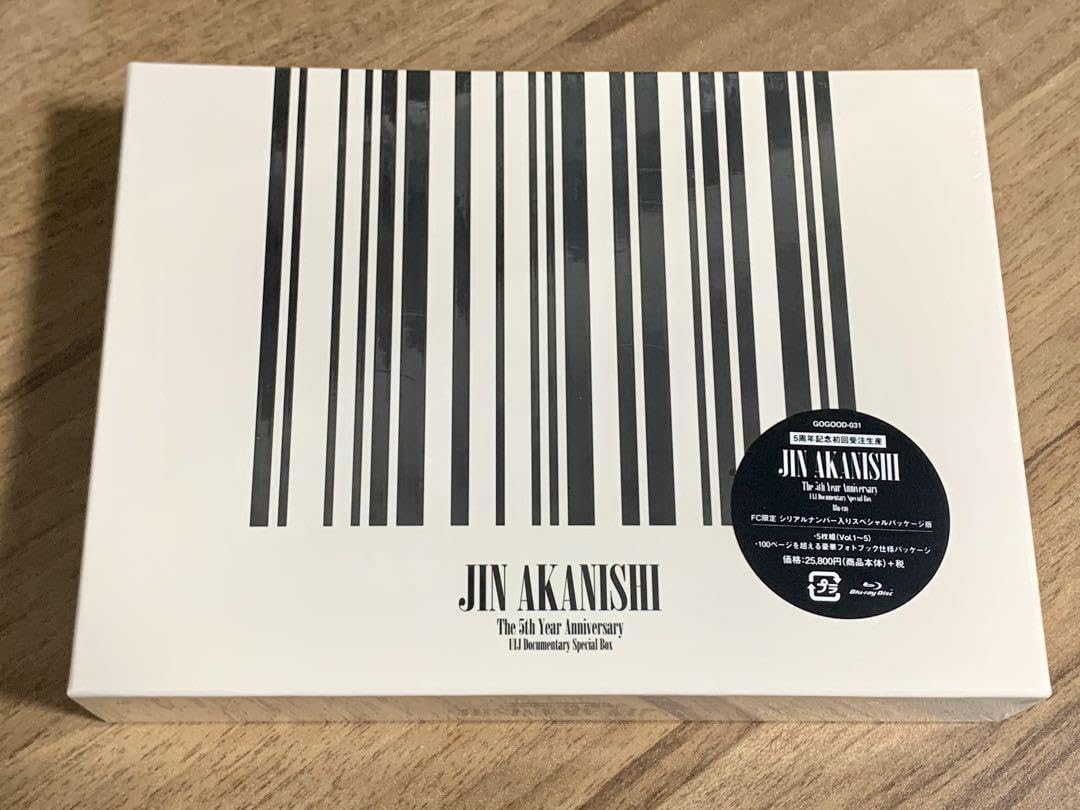 GOGOOD-031
5周年記念初回受注生産
JIN AKANISHI
The 5th Year Anniversary
UIJ Documentary Special Box
Blu-ray
FC限定 シリアルナンバー入りスペシャルパッケージ版
・5枚組(Vol.1〜5)
・100ページを超える豪華フォトブック仕様パッケージ
価格:25,800円(商品本体)+税
プラ
Blu-ray Disc
JIN AKANISHI
The 5th Year Anniversary
UIJ Documentary Special Box